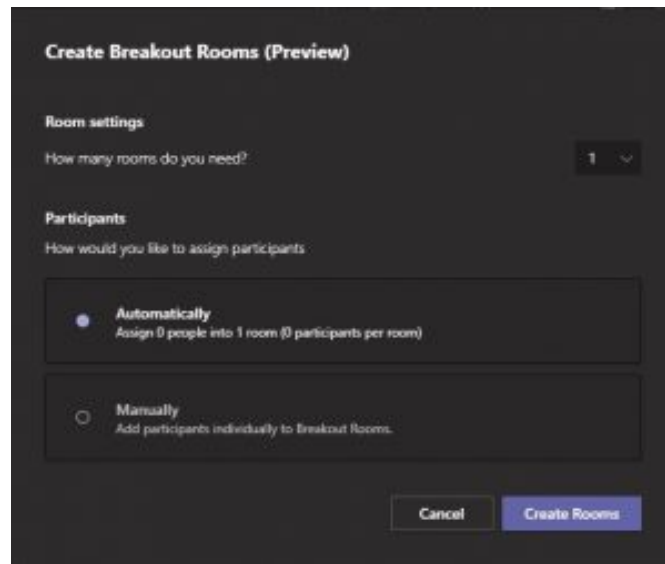 Create Breakout Rooms (Preview)
Room settings
How many rooms do you need?
1
Participants
How would you like to assign participants
Automatically
Assign 0 people into 1 room (0 participants per room)
Manually
Add participants individually to Breakout Rooms.
Cancel
Create Rooms